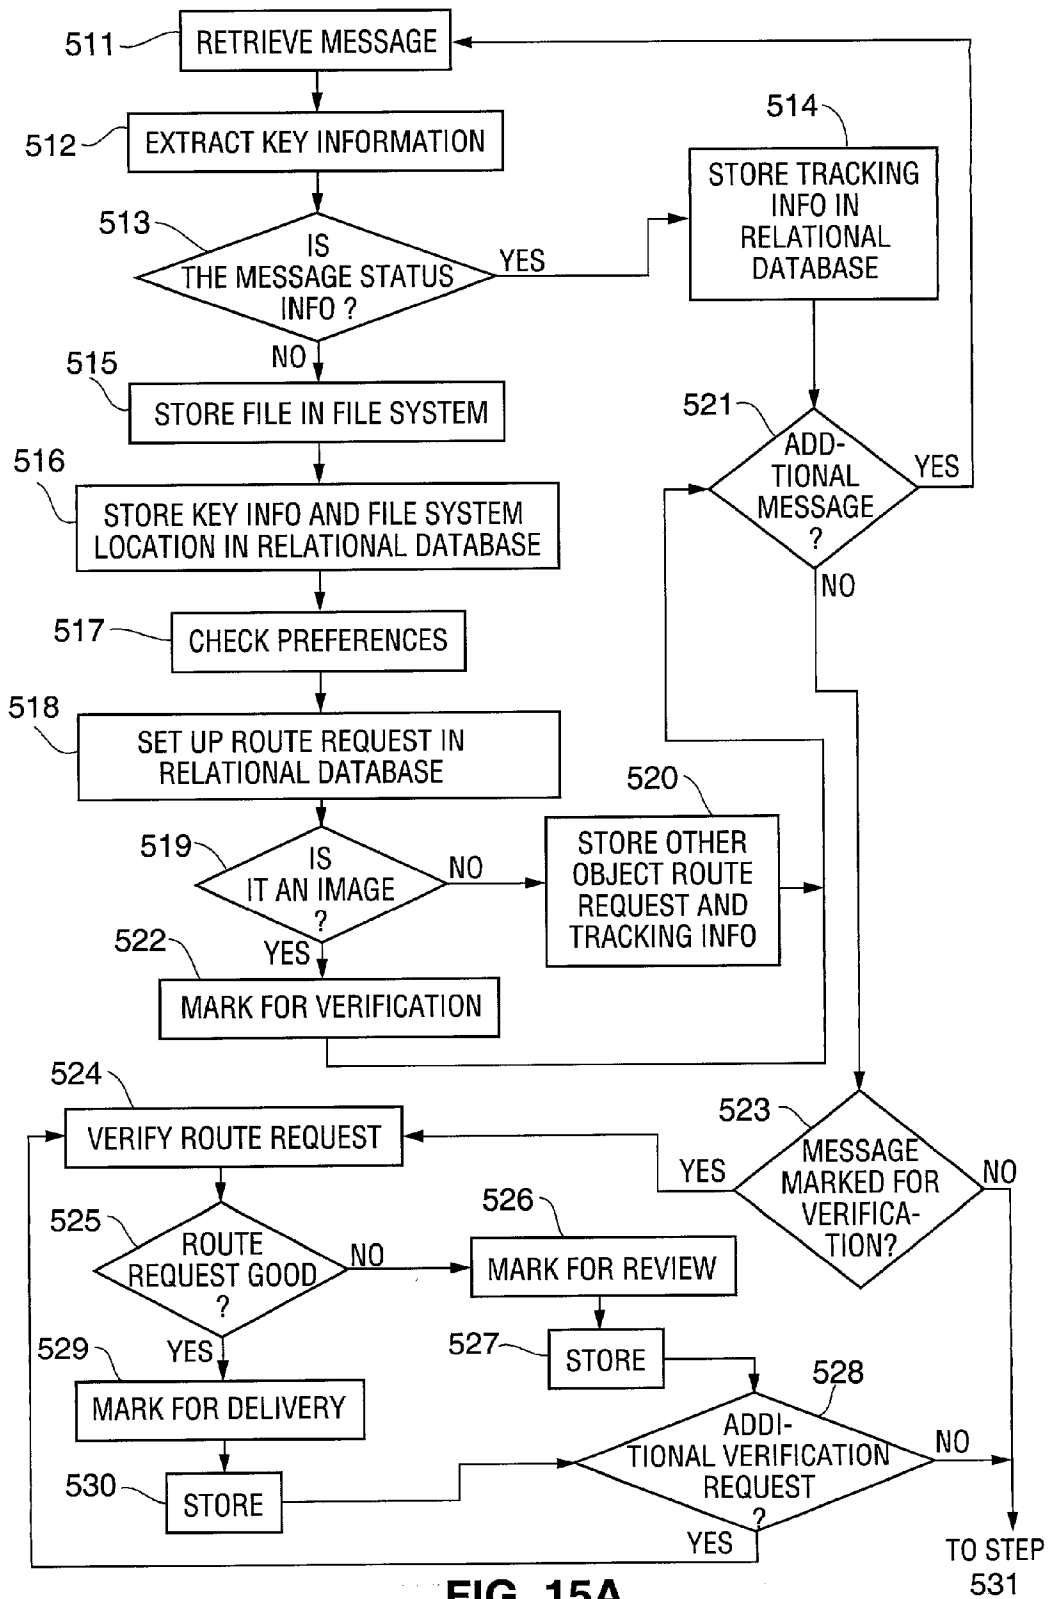 511
RETRIEVE MESSAGE
512
EXTRACT KEY INFORMATION
513
IS
THE MESSAGE STATUS
INFO ?
YES
NO
514
STORE TRACKING
INFO IN
RELATIONAL
DATABASE
515
STORE FILE IN FILE SYSTEM
516
STORE KEY INFO AND FILE SYSTEM
LOCATION IN RELATIONAL DATABASE
517
CHECK PREFERENCES
518
SET UP ROUTE REQUEST IN
RELATIONAL DATABASE
519
IS
IT AN IMAGE
?
NO
YES
520
STORE OTHER
OBJECT ROUTE
REQUEST AND
TRACKING INFO
521
ADD-
TIONAL
MESSAGE
?
YES
NO
522
MARK FOR VERIFICATION
523
MESSAGE
MARKED FOR
VERIFICA-
TION?
YES
NO
524
VERIFY ROUTE REQUEST
525
ROUTE
REQUEST GOOD
?
NO
YES
526
MARK FOR REVIEW
527
STORE
528
ADDI-
TIONAL VERIFICATION
REQUEST
?
NO
YES
529
MARK FOR DELIVERY
530
STORE
TO STEP
531
FIG. 15A